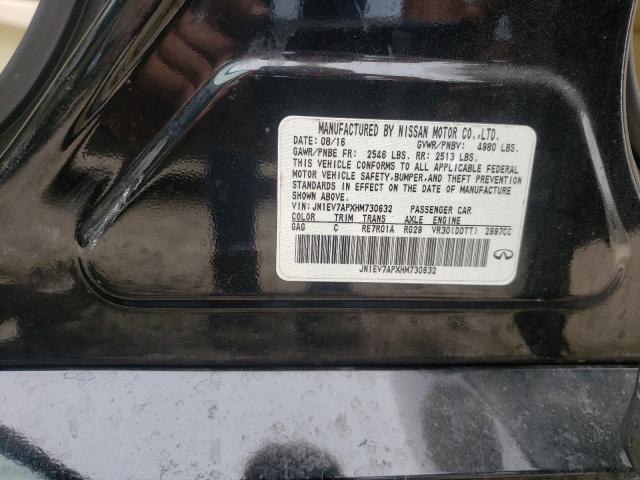 MANUFACTURED BY NISSAN MOTOR CO.,LTD.
DATE: 08/16 GVWR/PNBV: 4980 LBS.
GAWR/PNBE FR: 2546 LBS. RR: 2513 LBS.
THIS VEHICLE CONFORMS TO ALL APPLICABLE FEDERAL
MOTOR VEHICLE SAFETY,BUMPER,AND THEFT PREVENTION
STANDARDS IN EFFECT ON THE DATE OF MANUFACTURE
SHOWN ABOVE.
VIN: JN1EV7APXHM730632 PASSENGER CAR
COLOR TRIM TRANS AXLE ENGINE
GAG C RE7R01A RG29 VR30(DDTT) 2997CC
JN1EV7APXHM730632